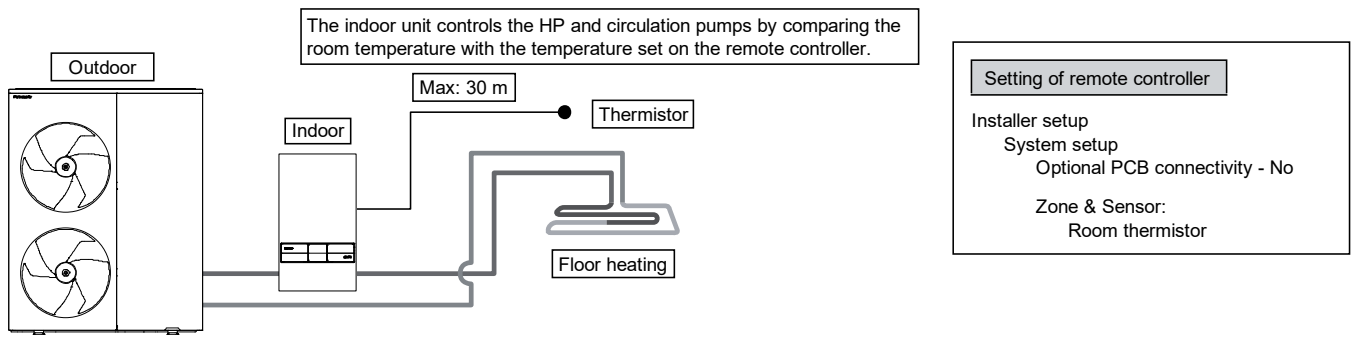 The indoor unit controls the HP and circulation pumps by comparing the
room temperature with the temperature set on the remote controller.
Outdoor
Max: 30 m
Thermistor
Indoor
Floor heating
Setting of remote controller
Installer setup
System setup
Optional PCB connectivity - No
Zone & Sensor:
Room thermistor